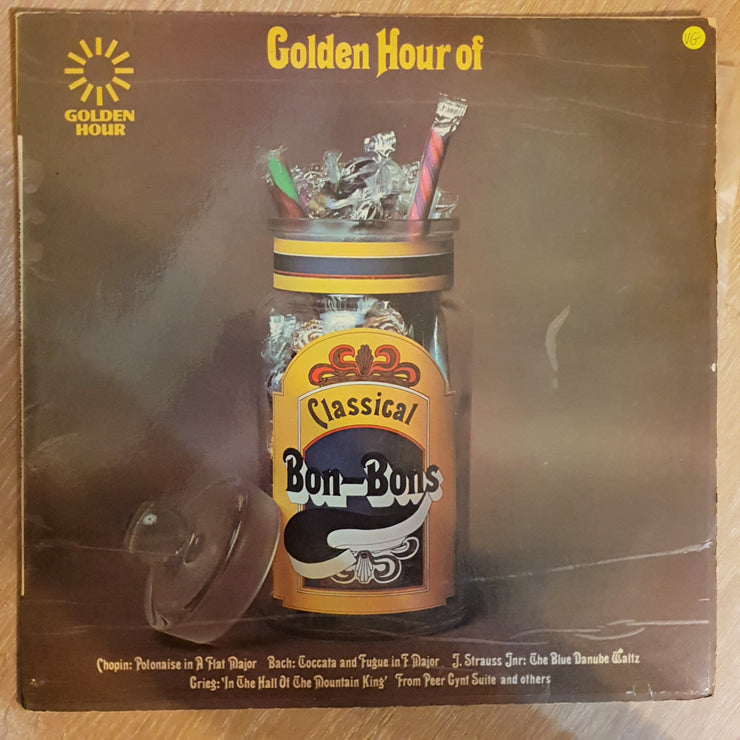 Golden Hour of
VG
GOLDEN
HOUR
Classical
Bon-Bons
Chopin: Polonaise in A Flat Major Bach: Toccata and Fugue in F Major J. Strauss Jnr: The Blue Danube Waltz
Grieg: 'In The Hall Of The Mountain King' From Peer Gynt Suite and others